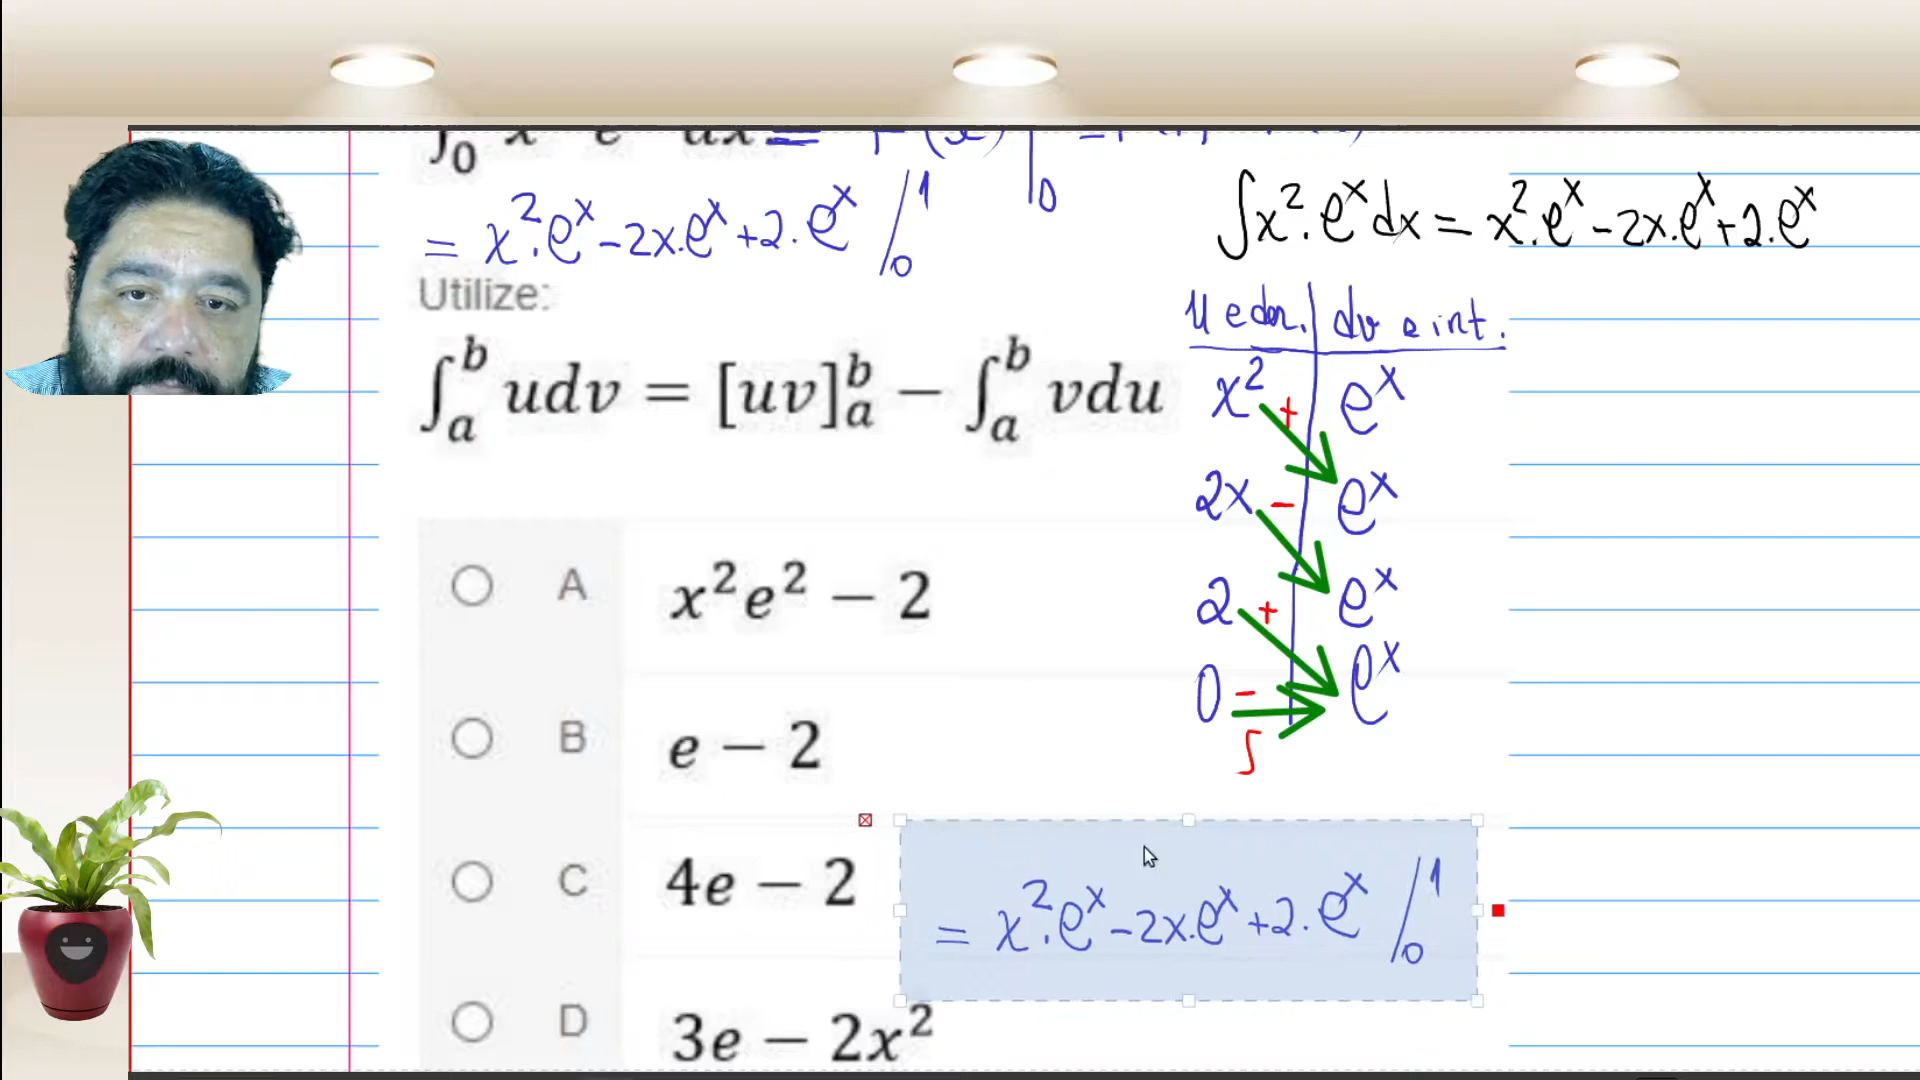 = x²·eˣ - 2x·eˣ + 2·eˣ |₀¹
∫x²·eˣdx = x²·eˣ - 2x·eˣ + 2·eˣ
Utilize:
∫ₐᵇ udv = [uv]ₐᵇ − ∫ₐᵇ vdu
dv e int.
x² + eˣ
2x - eˣ
2 + eˣ
0 - eˣ
∫
A x²e² − 2
B e − 2
C 4e − 2
= x²·eˣ - 2x·eˣ + 2·eˣ |₀¹
D 3e − 2x²